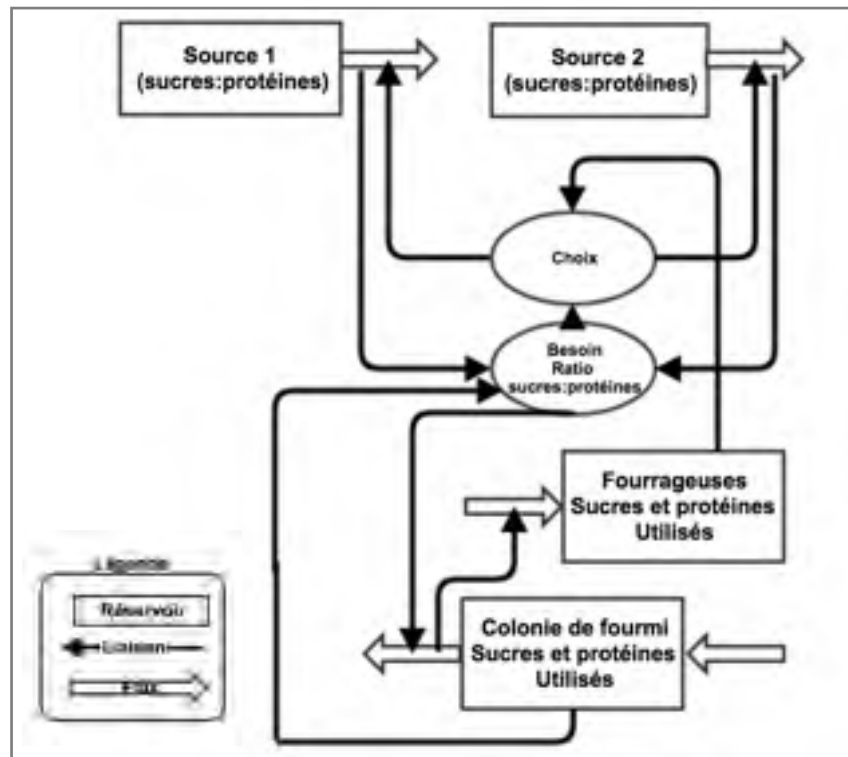 Source 1
(sucres:protéines)
Source 2
(sucres:protéines)
Choix
Besoin
Ratio
sucres:protéines
Fourrageuses
Sucres et protéines
Utilisés
Colonie de fourmi
Sucres et protéines
Utilisés
Réservoir
Liaison